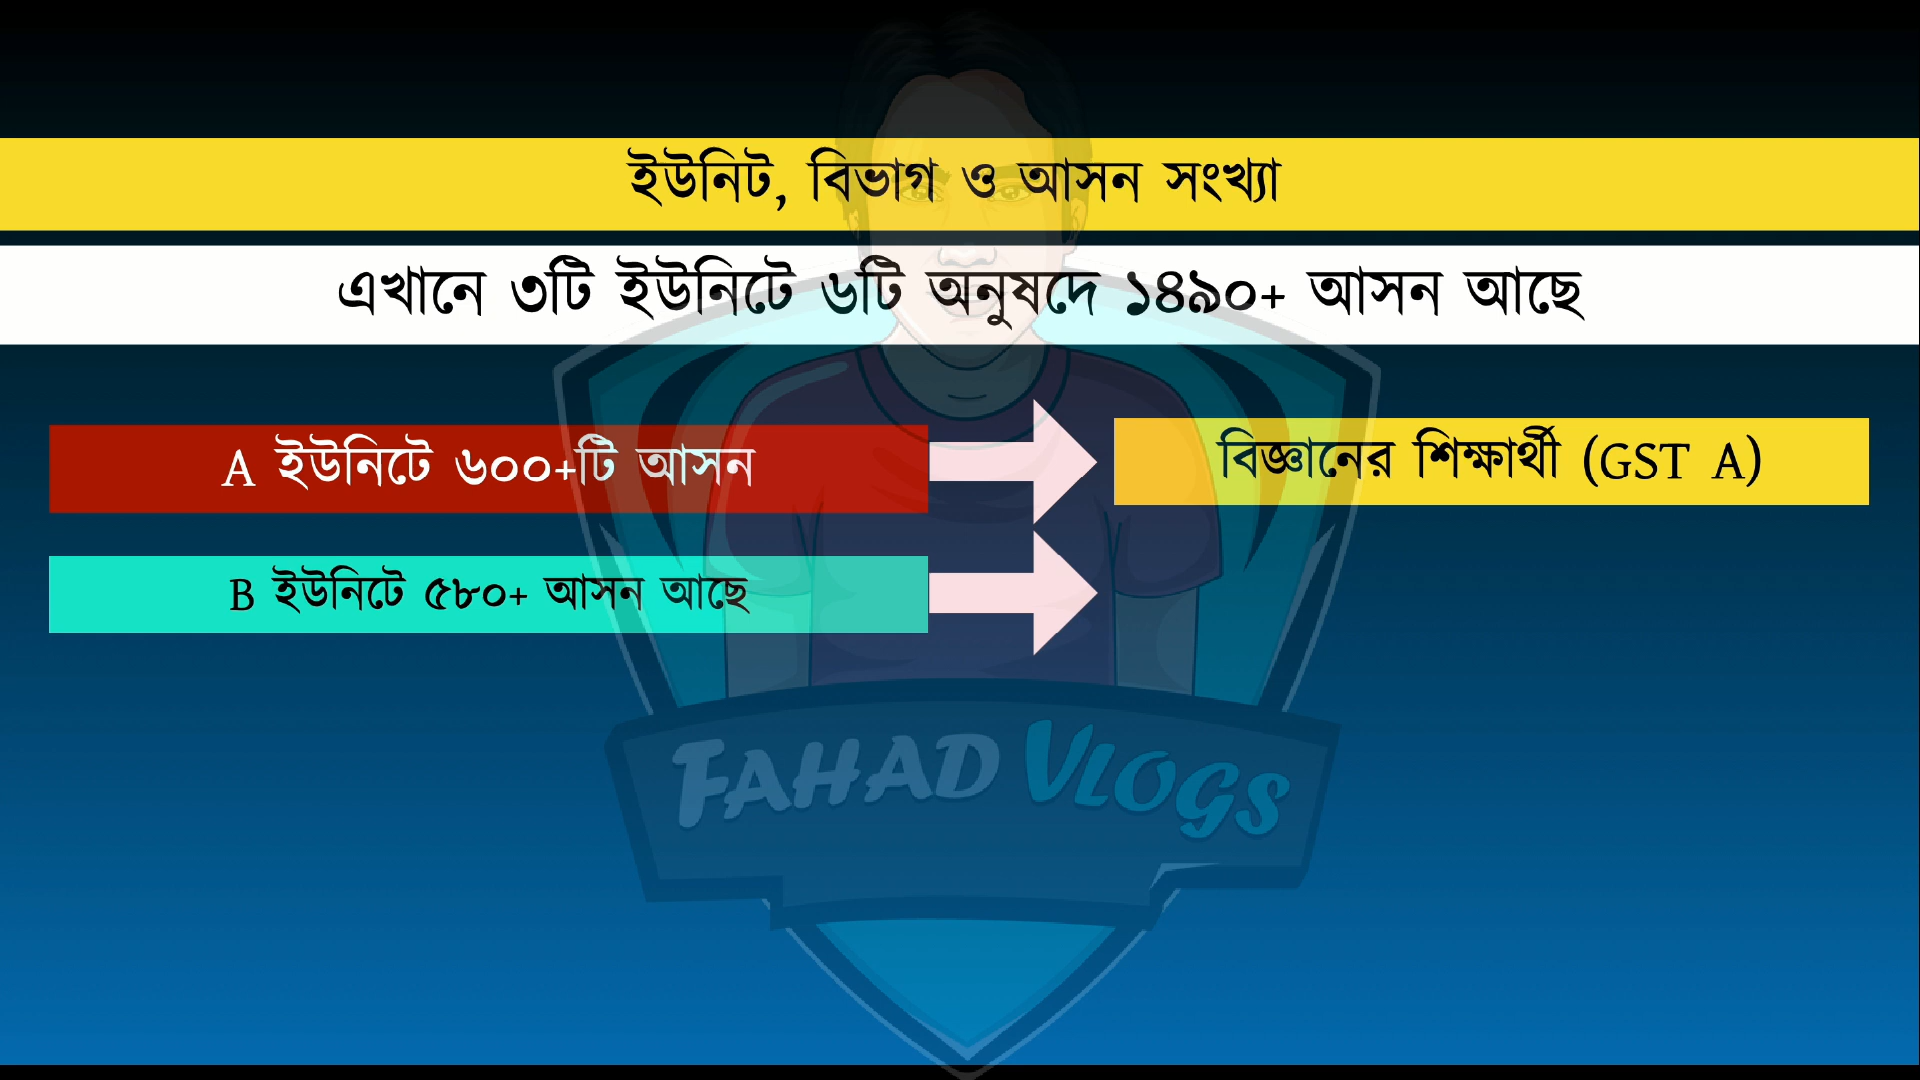 ইউনিট, বিভাগ ও আসন সংখ্যা
এখানে ৩টি ইউনিটে ৬টি অনুষদে ১৪৯০+ আসন আছে
A ইউনিটে ৬০০+টি আসন
বিজ্ঞানের শিক্ষার্থী (GST A)
B ইউনিটে ৫৮০+ আসন আছে
FAHAD VLOGS